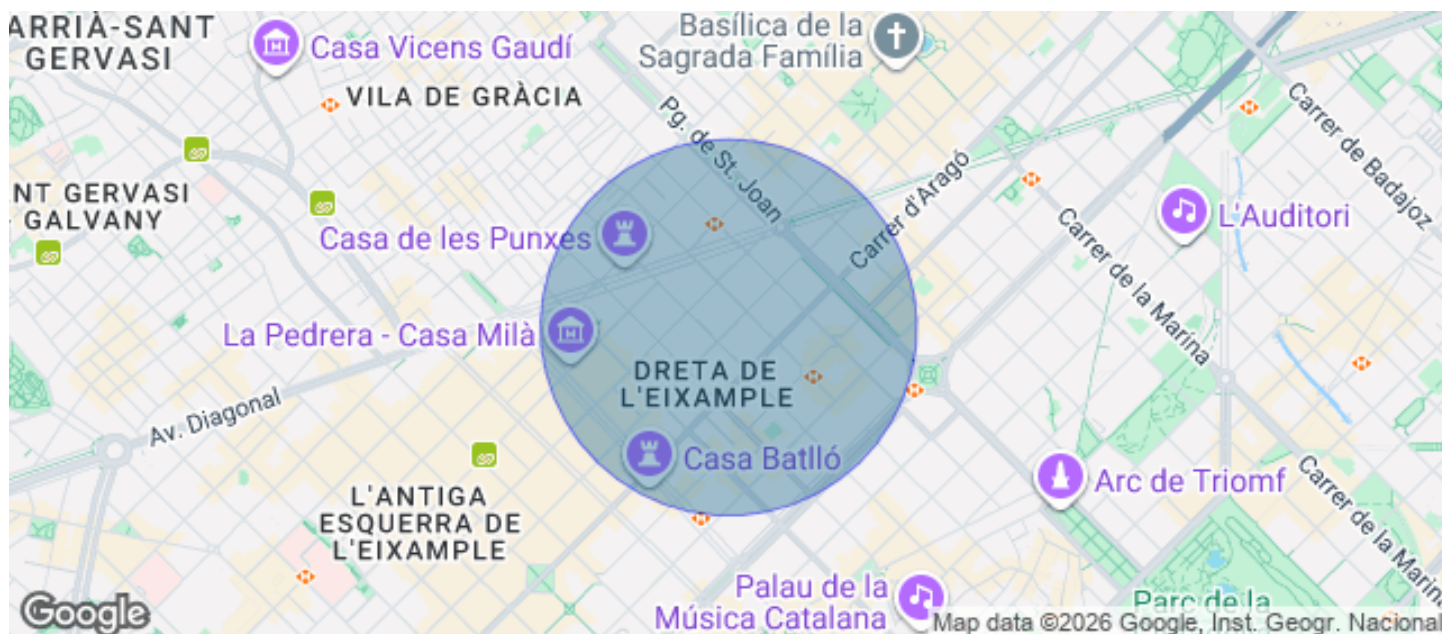 ARRIÀ-SANT
GERVASI
Casa Vicens Gaudí
Basílica de la
Sagrada Família
VILA DE GRÀCIA
Pg. de St. Joan
Carrer de Badajoz
NT GERVASI
GALVANY
Casa de les Punxes
Carrer d'Aragó
L'Auditori
Carrer de la Marina
La Pedrera - Casa Milà
DRETA DE
L'EIXAMPLE
Av. Diagonal
Casa Batlló
Arc de Triomf
L'ANTIGA
ESQUERRA DE
L'EIXAMPLE
Carrer de la Marina
Palau de la
Música Catalana
Parc de la
Google
Map data ©2026 Google, Inst. Geogr. Nacional